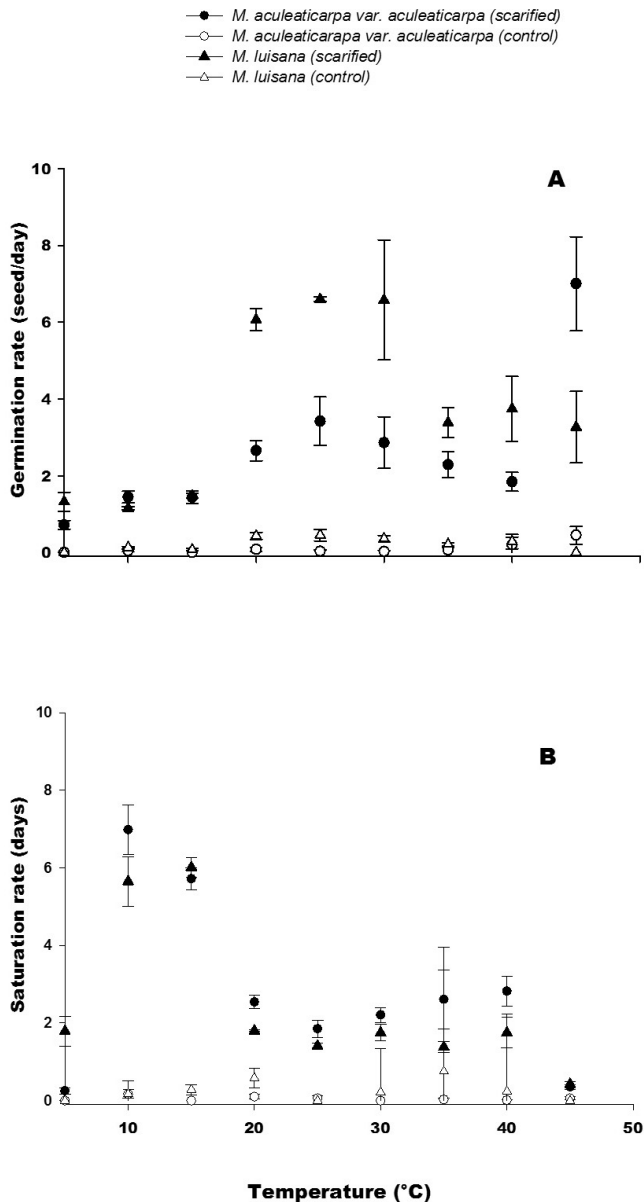 M. aculeaticarpa var. aculeaticarpa (scarified)
M. aculeaticarapa var. aculeaticarpa (control)
M. luisana (scarified)
M. luisana (control)
A
10
8
6
4
2
0
Germination rate (seed/day)
B
10
8
6
4
2
0
Saturation rate (days)
10 20 30 40 50
Temperature (°C)